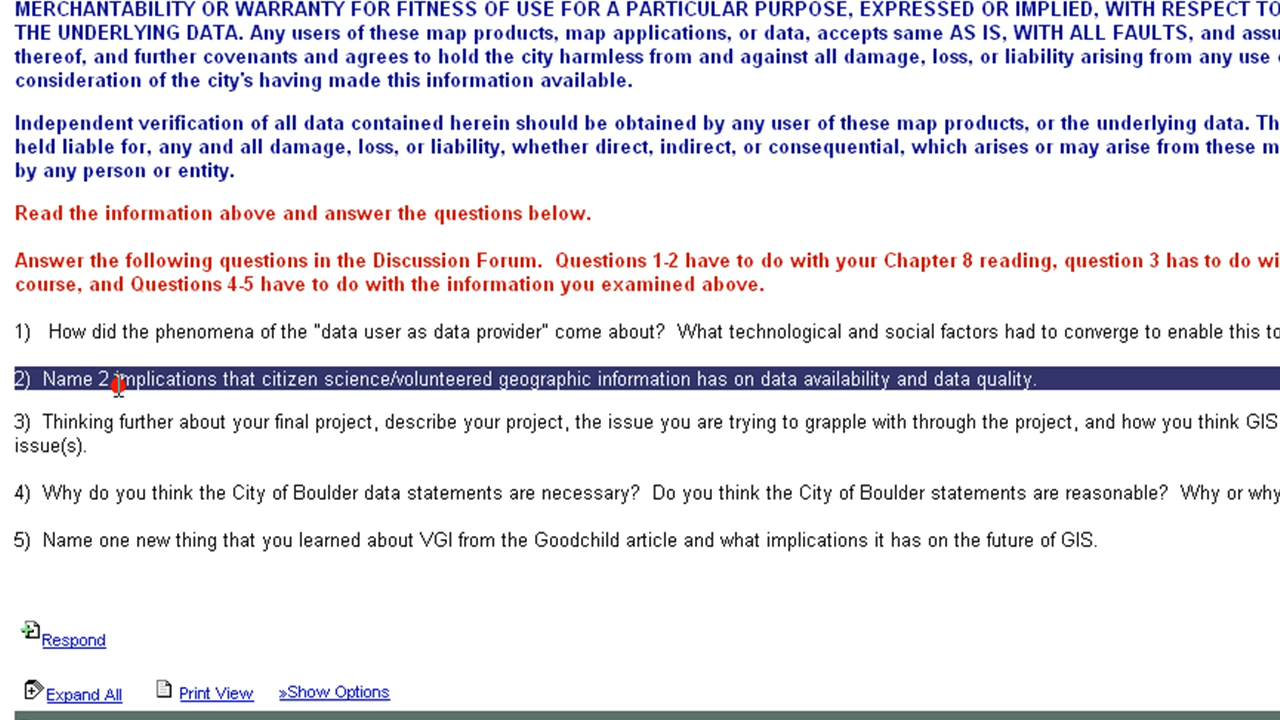 MERCHANTABILITY OR WARRANTY FOR FITNESS OF USE FOR A PARTICULAR PURPOSE, EXPRESSED OR IMPLIED, WITH RESPECT TO
THE UNDERLYING DATA. Any users of these map products, map applications, or data, accepts same AS IS, WITH ALL FAULTS, and
thereof, and further covenants and agrees to hold the city harmless from and against all damage, loss, or liability arising from any use
consideration of the city's having made this information available.
Independent verification of all data contained herein should be obtained by any user of these map products, or the underlying data.
held liable for, any and all damage, loss, or liability, whether direct, indirect, or consequential, which arises or may arise from these
by any person or entity.
Read the information above and answer the questions below.
Answer the following questions in the Discussion Forum. Questions 1-2 have to do with your Chapter 8 reading, question 3 has to do
course, and Questions 4-5 have to do with the information you examined above.
1) How did the phenomena of the "data user as data provider" come about? What technological and social factors had to converge to enable this to
2) Name 2 implications that citizen science/volunteered geographic information has on data availability and data quality.
3) Thinking further about your final project, describe your project, the issue you are trying to grapple with through the project, and how you think GIS
issue(s).
4) Why do you think the City of Boulder data statements are necessary? Do you think the City of Boulder statements are reasonable? Why or why
5) Name one new thing that you learned about VGI from the Goodchild article and what implications it has on the future of GIS.
Respond
Expand All Print View »Show Options